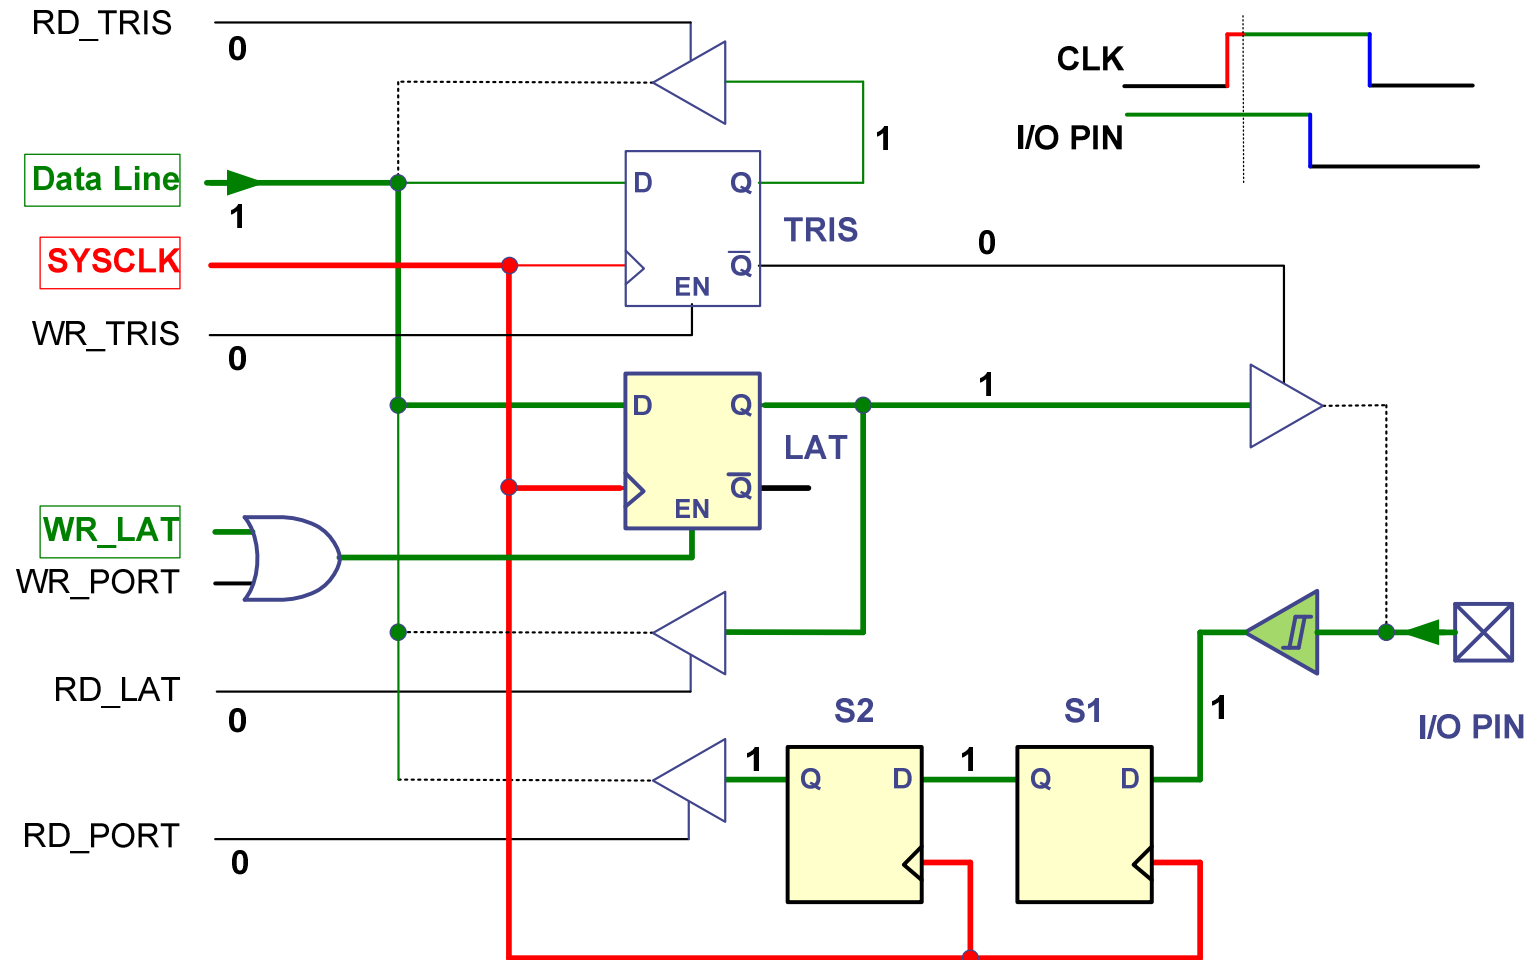 RD_TRIS
0
CLK
I/O PIN
1
Data Line
1
D
Q
TRIS
SYSCLK
Q
EN
0
WR_TRIS
0
D
Q
1
LAT
Q
EN
WR_LAT
WR_PORT
RD_LAT
0
S2
S1
1
I/O PIN
1
1
Q
D
Q
D
RD_PORT
0